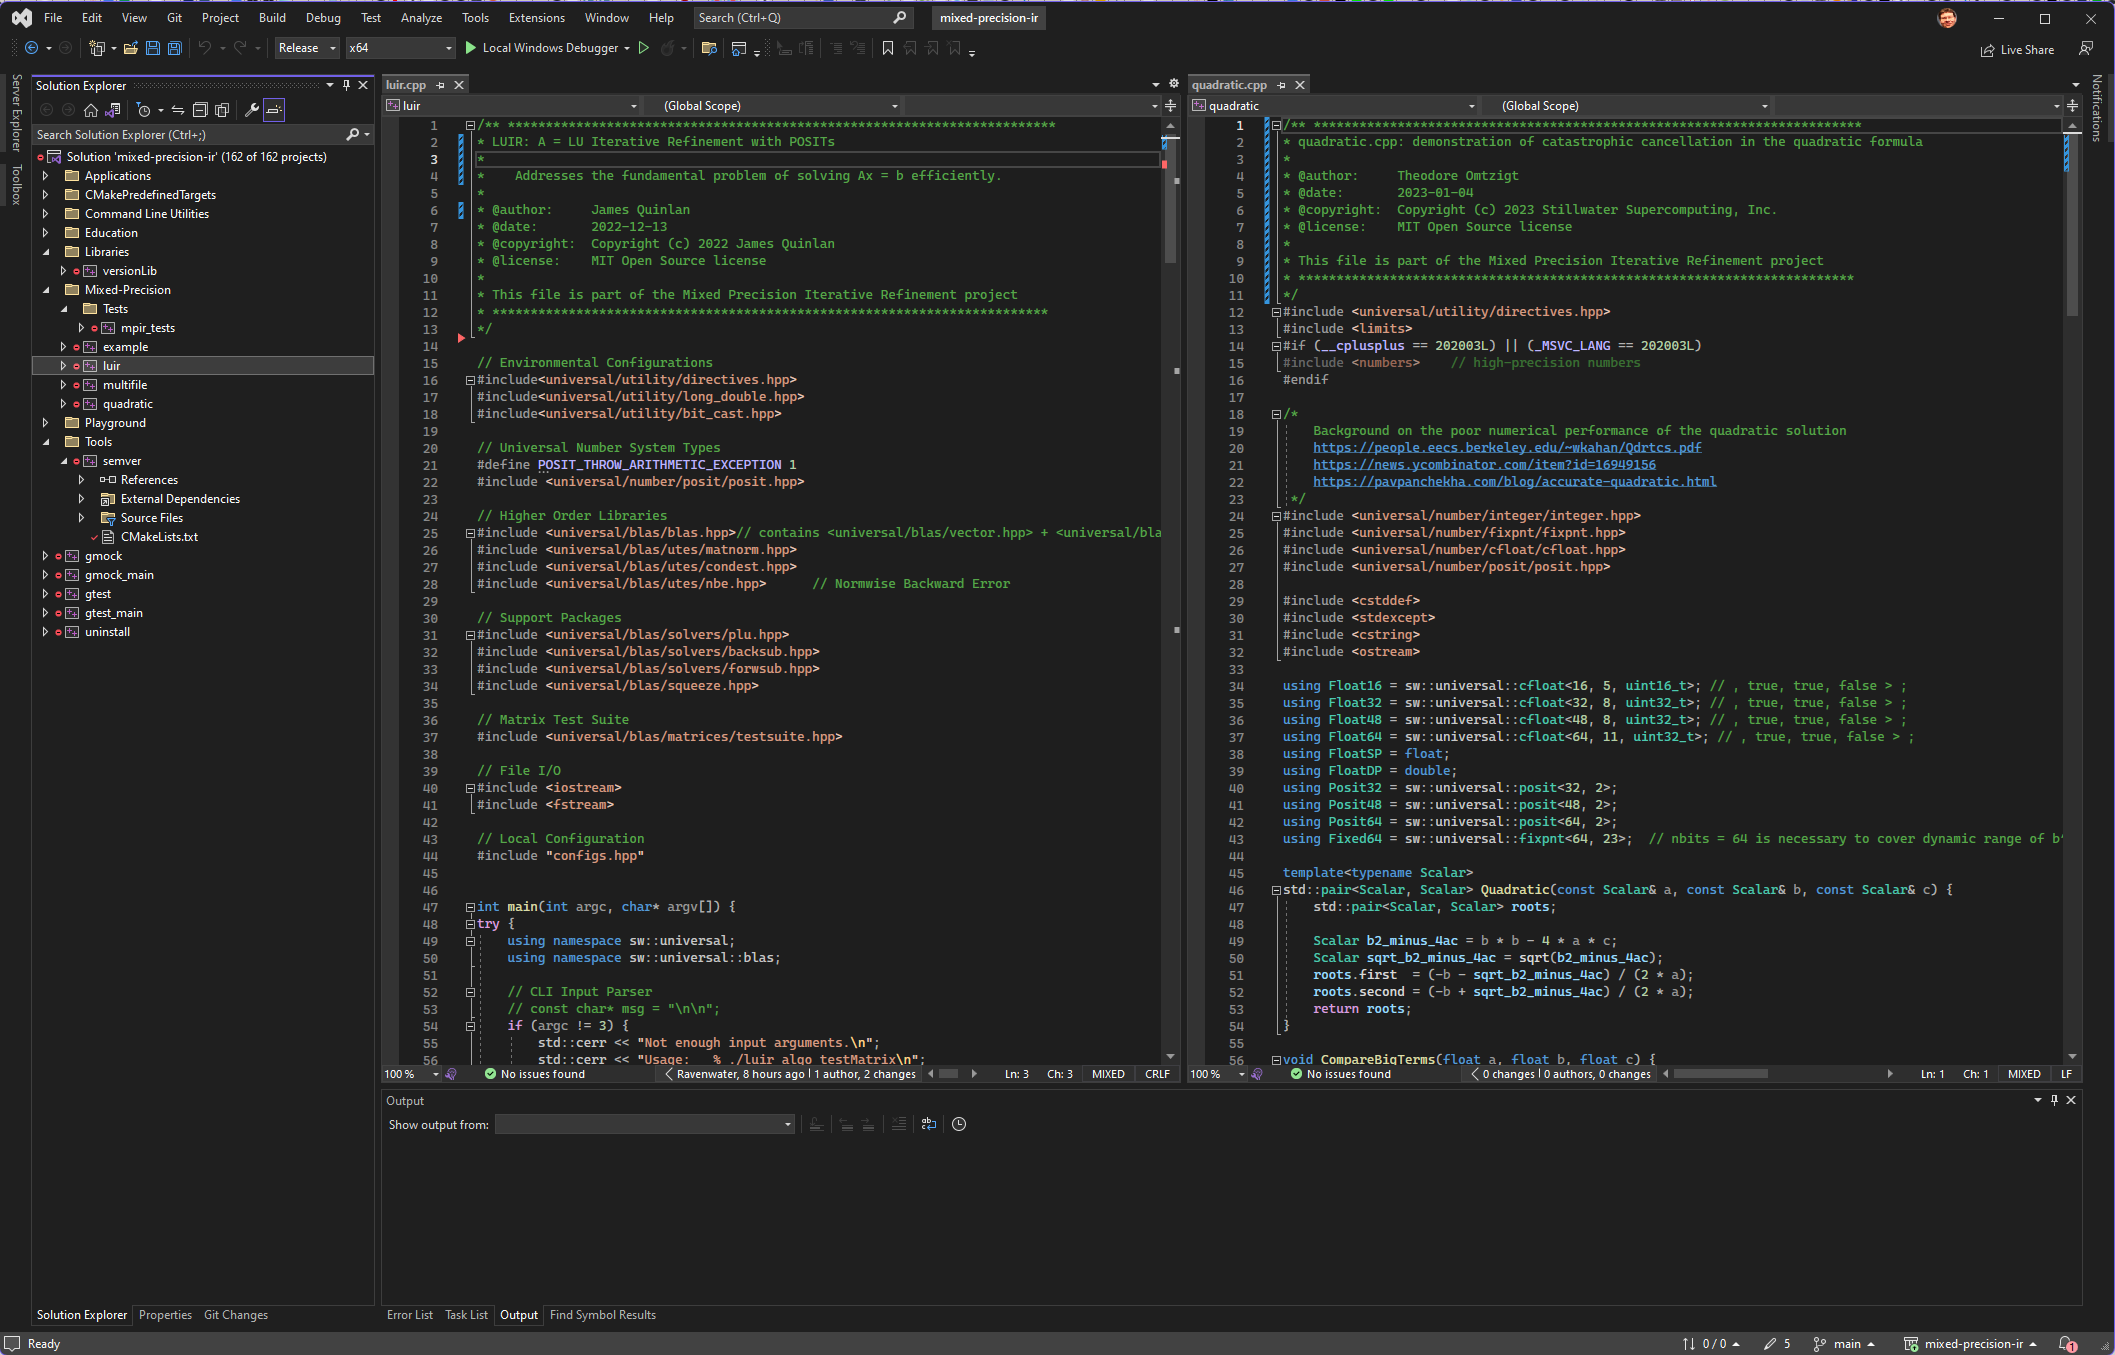 File Edit View Git Project Build Debug Test Analyze Tools Extensions Window Help Search (Ctrl+Q) mixed-precision-ir
Release x64 Local Windows Debugger Live Share
Server Explorer
Toolbox
Solution Explorer
Search Solution Explorer (Ctrl+;)
Solution 'mixed-precision-ir' (162 of 162 projects)
Applications
CMakePredefinedTargets
Command Line Utilities
Education
Libraries
versionLib
Mixed-Precision
Tests
mpir_tests
example
luir
multifile
quadratic
Playground
Tools
semver
References
External Dependencies
Source Files
CMakeLists.txt
gmock
gmock_main
gtest
gtest_main
uninstall
Solution Explorer Properties Git Changes
luir.cpp
luir (Global Scope)
1 /** ************************************************************************
2 * LUIR: A = LU Iterative Refinement with POSITs
3 *
4 *    Addresses the fundamental problem of solving Ax = b efficiently.
5 *
6 * @author:     James Quinlan
7 * @date:       2022-12-13
8 * @copyright:  Copyright (c) 2022 James Quinlan
9 * @license:    MIT Open Source license
10 *
11 * This file is part of the Mixed Precision Iterative Refinement project
12 * *************************************************************************
13 */
14
15 // Environmental Configurations
16 #include<universal/utility/directives.hpp>
17 #include<universal/utility/long_double.hpp>
18 #include<universal/utility/bit_cast.hpp>
19
20 // Universal Number System Types
21 #define POSIT_THROW_ARITHMETIC_EXCEPTION 1
22 #include <universal/number/posit/posit.hpp>
23
24 // Higher Order Libraries
25 #include <universal/blas/blas.hpp>// contains <universal/blas/vector.hpp> + <universal/bla
26 #include <universal/blas/utes/matnorm.hpp>
27 #include <universal/blas/utes/condest.hpp>
28 #include <universal/blas/utes/nbe.hpp>      // Normwise Backward Error
29
30 // Support Packages
31 #include <universal/blas/solvers/plu.hpp>
32 #include <universal/blas/solvers/backsub.hpp>
33 #include <universal/blas/solvers/forwsub.hpp>
34 #include <universal/blas/squeeze.hpp>
35
36 // Matrix Test Suite
37 #include <universal/blas/matrices/testsuite.hpp>
38
39 // File I/O
40 #include <iostream>
41 #include <fstream>
42
43 // Local Configuration
44 #include "configs.hpp"
45
46
47 int main(int argc, char* argv[]) {
48 try {
49     using namespace sw::universal;
50     using namespace sw::universal::blas;
51
52     // CLI Input Parser
53     // const char* msg = "\n\n";
54     if (argc != 3) {
55         std::cerr << "Not enough input arguments.\n";
56         std::cerr << "Usage:   % ./luir algo testMatrix\n";
100 % No issues found Ravenwater, 8 hours ago | 1 author, 2 changes Ln: 3 Ch: 3 MIXED CRLF
quadratic.cpp
quadratic (Global Scope)
1 /** ************************************************************************
2 * quadratic.cpp: demonstration of catastrophic cancellation in the quadratic formula
3 *
4 * @author:     Theodore Omtzigt
5 * @date:       2023-01-04
6 * @copyright:  Copyright (c) 2023 Stillwater Supercomputing, Inc.
7 * @license:    MIT Open Source license
8 *
9 * This file is part of the Mixed Precision Iterative Refinement project
10 * *************************************************************************
11 */
12 #include <universal/utility/directives.hpp>
13 #include <limits>
14 #if (__cplusplus == 202003L) || (_MSVC_LANG == 202003L)
15 #include <numbers>    // high-precision numbers
16 #endif
17
18 /*
19     Background on the poor numerical performance of the quadratic solution
20     https://people.eecs.berkeley.edu/~wkahan/Qdrtcs.pdf
21     https://news.ycombinator.com/item?id=16949156
22     https://pavpanchekha.com/blog/accurate-quadratic.html
23  */
24 #include <universal/number/integer/integer.hpp>
25 #include <universal/number/fixpnt/fixpnt.hpp>
26 #include <universal/number/cfloat/cfloat.hpp>
27 #include <universal/number/posit/posit.hpp>
28
29 #include <cstddef>
30 #include <stdexcept>
31 #include <cstring>
32 #include <ostream>
33
34 using Float16 = sw::universal::cfloat<16, 5, uint16_t>; // , true, true, false > ;
35 using Float32 = sw::universal::cfloat<32, 8, uint32_t>; // , true, true, false > ;
36 using Float48 = sw::universal::cfloat<48, 8, uint32_t>; // , true, true, false > ;
37 using Float64 = sw::universal::cfloat<64, 11, uint32_t>; // , true, true, false > ;
38 using FloatSP = float;
39 using FloatDP = double;
40 using Posit32 = sw::universal::posit<32, 2>;
41 using Posit48 = sw::universal::posit<48, 2>;
42 using Posit64 = sw::universal::posit<64, 2>;
43 using Fixed64 = sw::universal::fixpnt<64, 23>;  // nbits = 64 is necessary to cover dynamic range of b
44
45 template<typename Scalar>
46 std::pair<Scalar, Scalar> Quadratic(const Scalar& a, const Scalar& b, const Scalar& c) {
47     std::pair<Scalar, Scalar> roots;
48
49     Scalar b2_minus_4ac = b * b - 4 * a * c;
50     Scalar sqrt_b2_minus_4ac = sqrt(b2_minus_4ac);
51     roots.first  = (-b - sqrt_b2_minus_4ac) / (2 * a);
52     roots.second = (-b + sqrt_b2_minus_4ac) / (2 * a);
53     return roots;
54 }
55
56 void CompareBigTerms(float a, float b, float c) {
100 % No issues found 0 changes | 0 authors, 0 changes Ln: 1 Ch: 1 MIXED LF
Notifications
Output
Show output from:
Error List Task List Output Find Symbol Results
Ready 0 / 0 5 main mixed-precision-ir 1